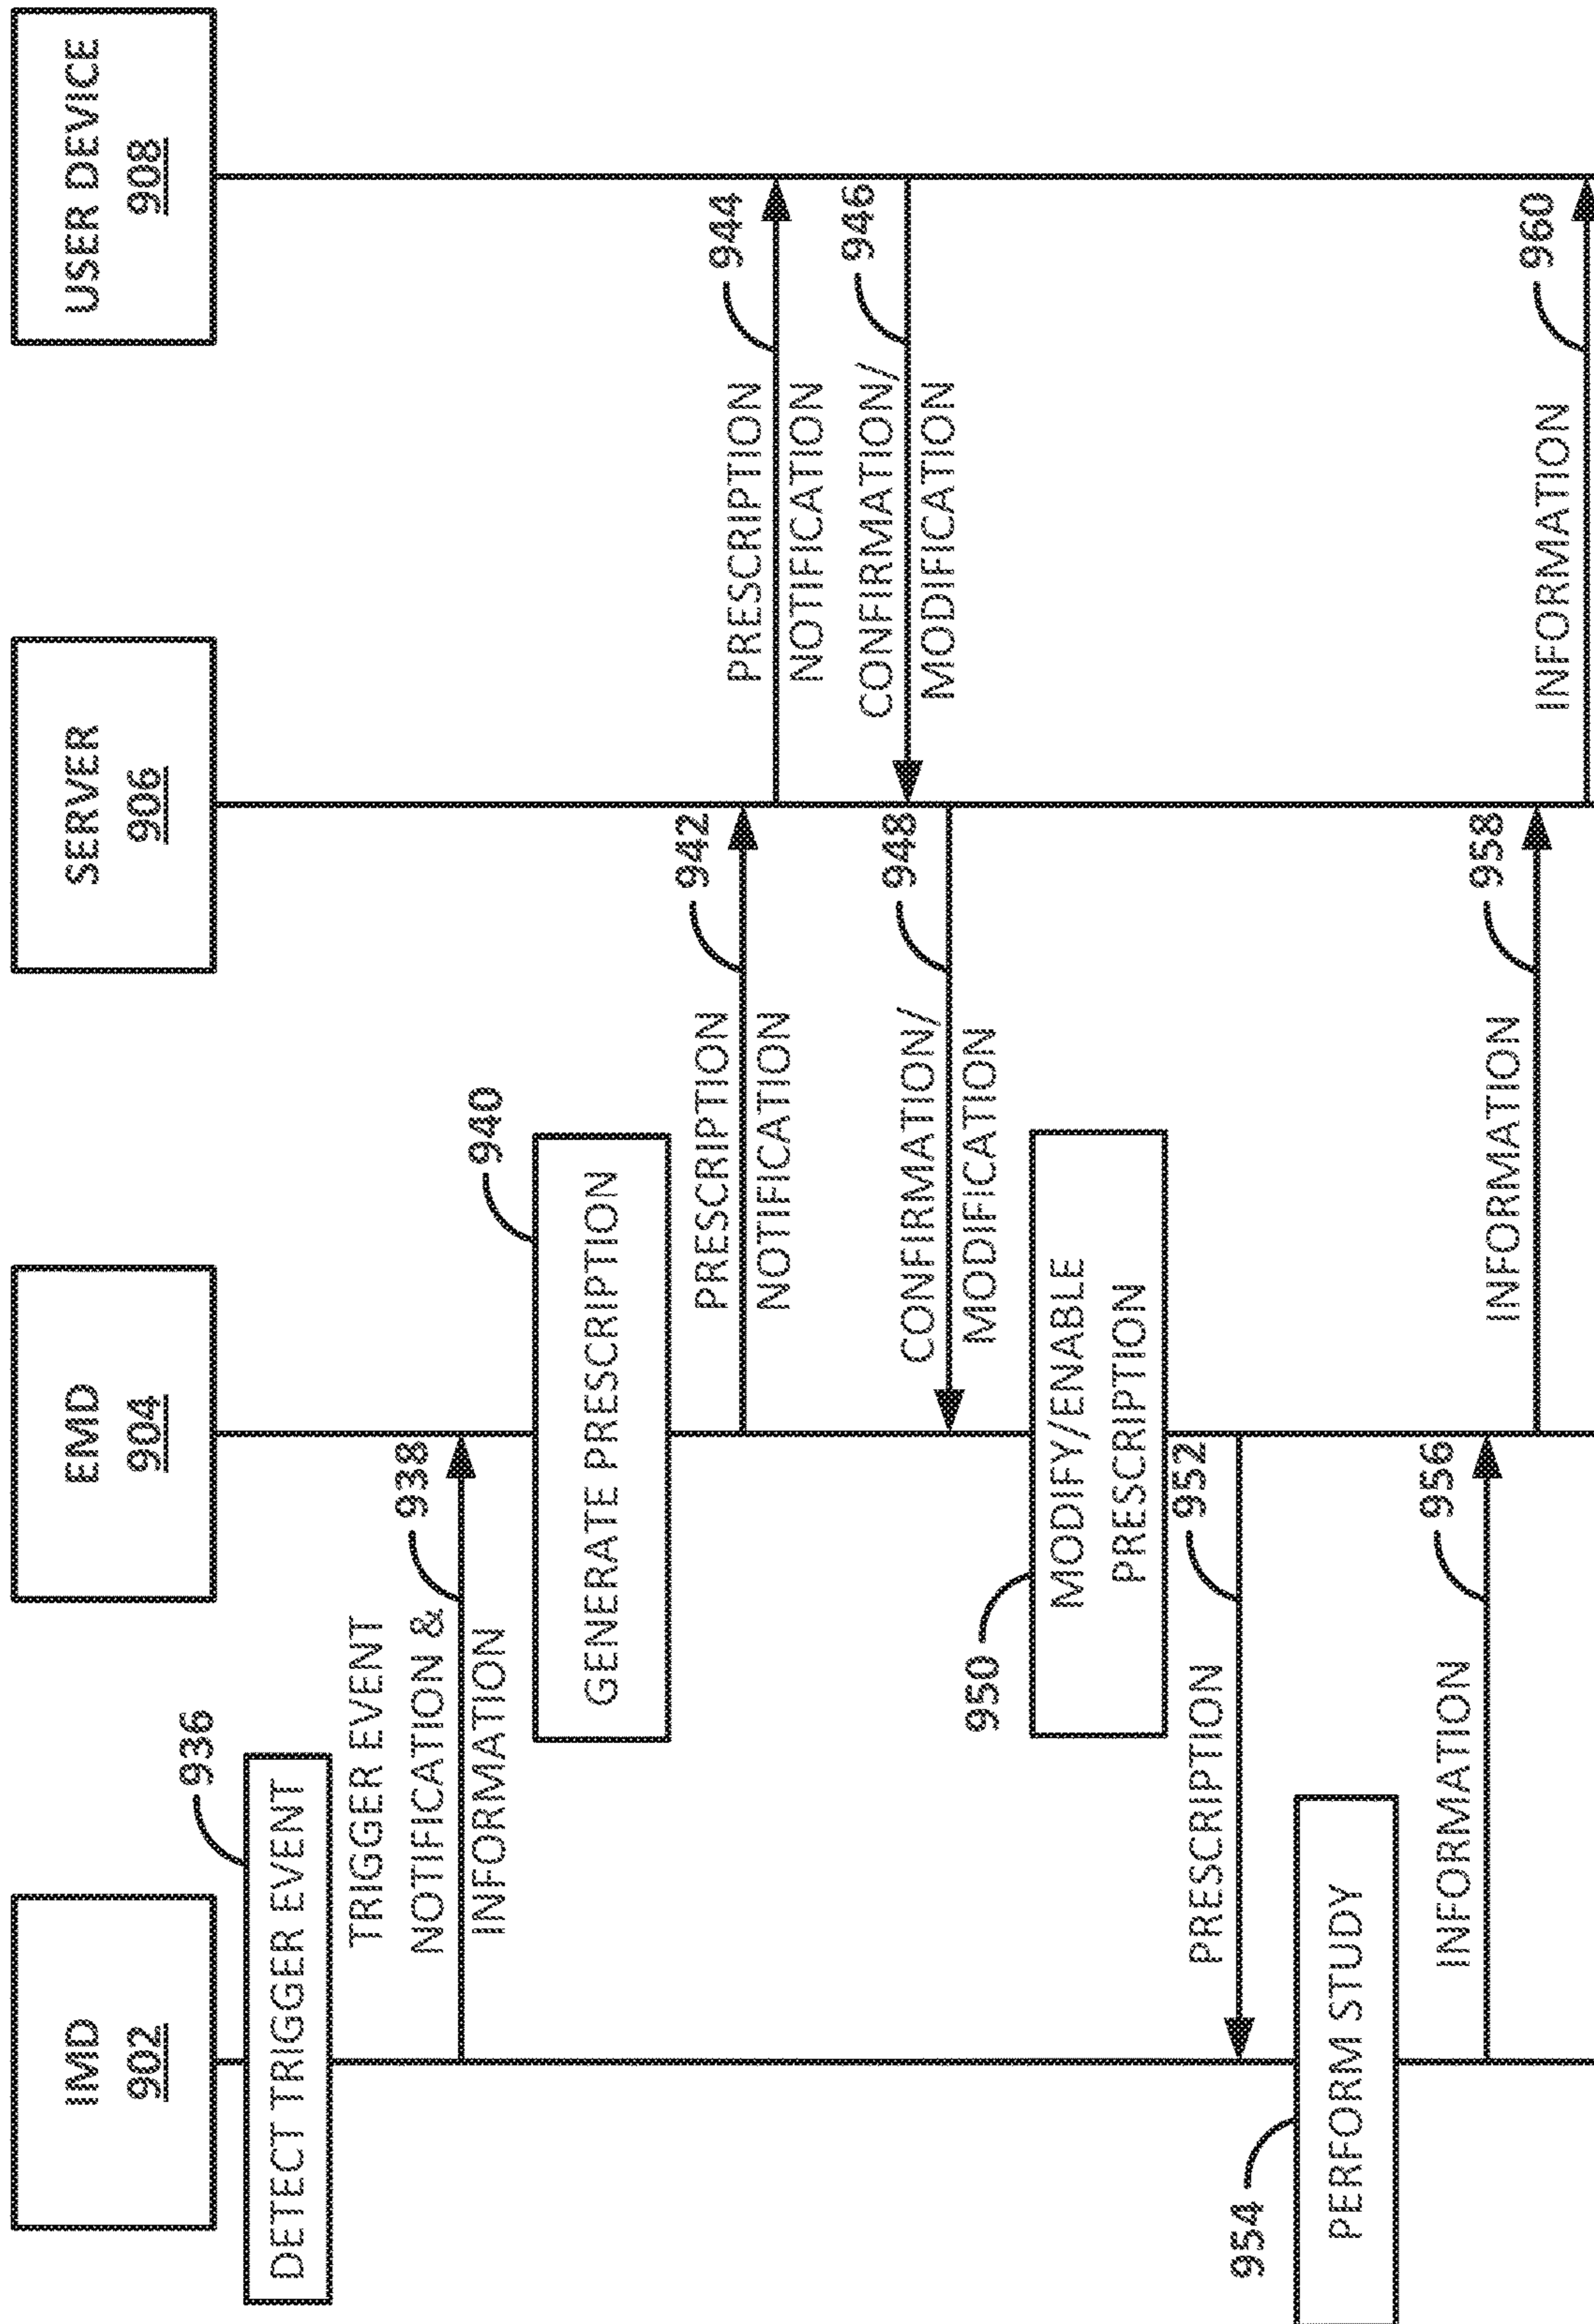 IMD
902
EMD
904
SERVER
906
USER DEVICE
908
936
DETECT TRIGGER EVENT
TRIGGER EVENT
NOTIFICATION &
INFORMATION
938
940
GENERATE PRESCRIPTION
PRESCRIPTION
NOTIFICATION
942
PRESCRIPTION
NOTIFICATION
944
CONFIRMATION/
MODIFICATION
946
CONFIRMATION/
MODIFICATION
948
950
MODIFY/ENABLE
PRESCRIPTION
PRESCRIPTION
952
954
PERFORM STUDY
INFORMATION
956
INFORMATION
958
INFORMATION
960